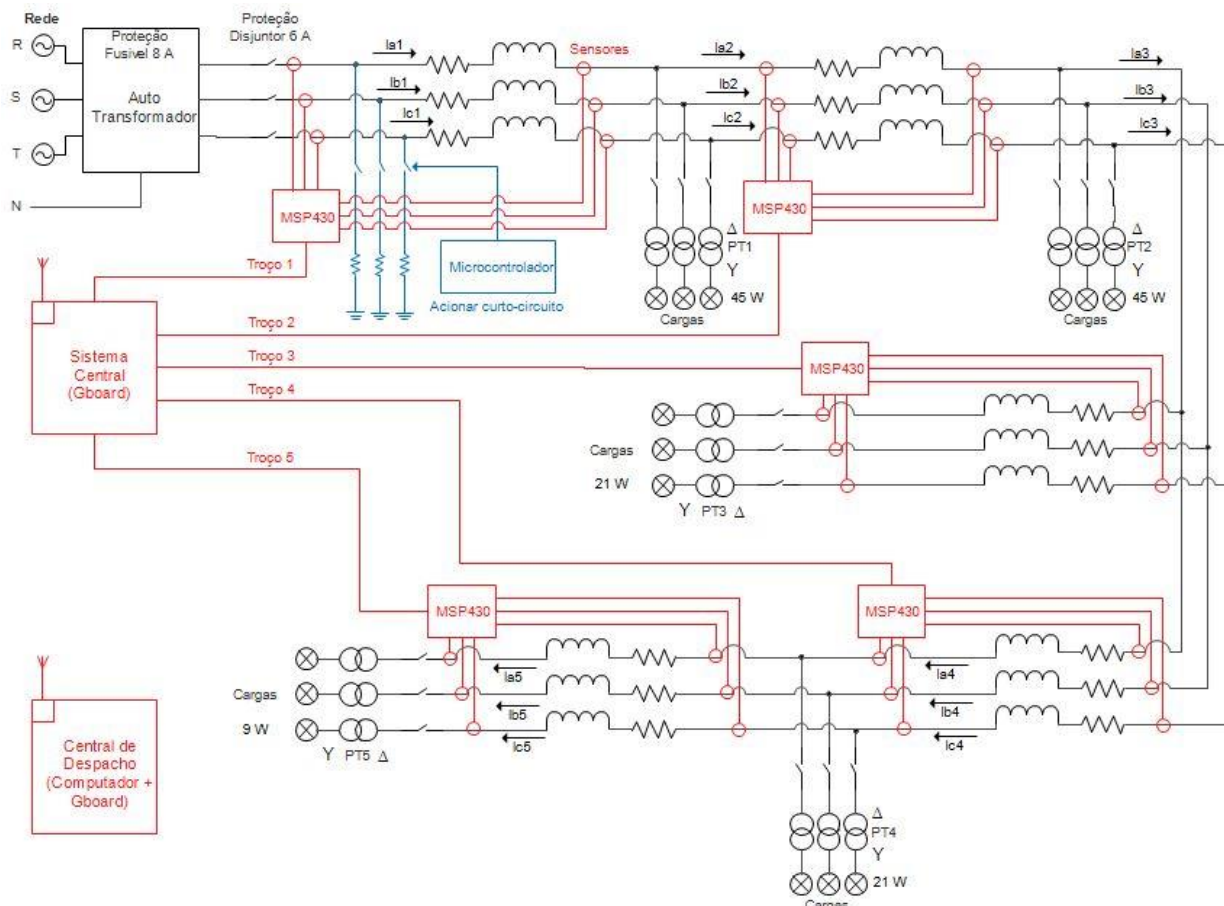 Rede
R
S
T
N
Proteção
Fusivel 8 A
Auto
Transformador
Proteção
Disjuntor 6 A
Ia1
Ib1
Ic1
Sensores
Ia2
Ib2
Ic2
Ia3
Ib3
Ic3
MSP430
MSP430
Microcontrolador
Acionar curto-circuito
Δ
PT1
Y
45 W
Cargas
Δ
PT2
Y
45 W
Cargas
Troço 1
Troço 2
Troço 3
Troço 4
Troço 5
Sistema
Central
(Gboard)
MSP430
Cargas
21 W
Y PT3 Δ
MSP430
MSP430
Ia5
Ib5
Ic5
Ia4
Ib4
Ic4
Cargas
9 W
Y PT5 Δ
Central de
Despacho
(Computador +
Gboard)
Δ
PT4
Y
21 W
Cargas